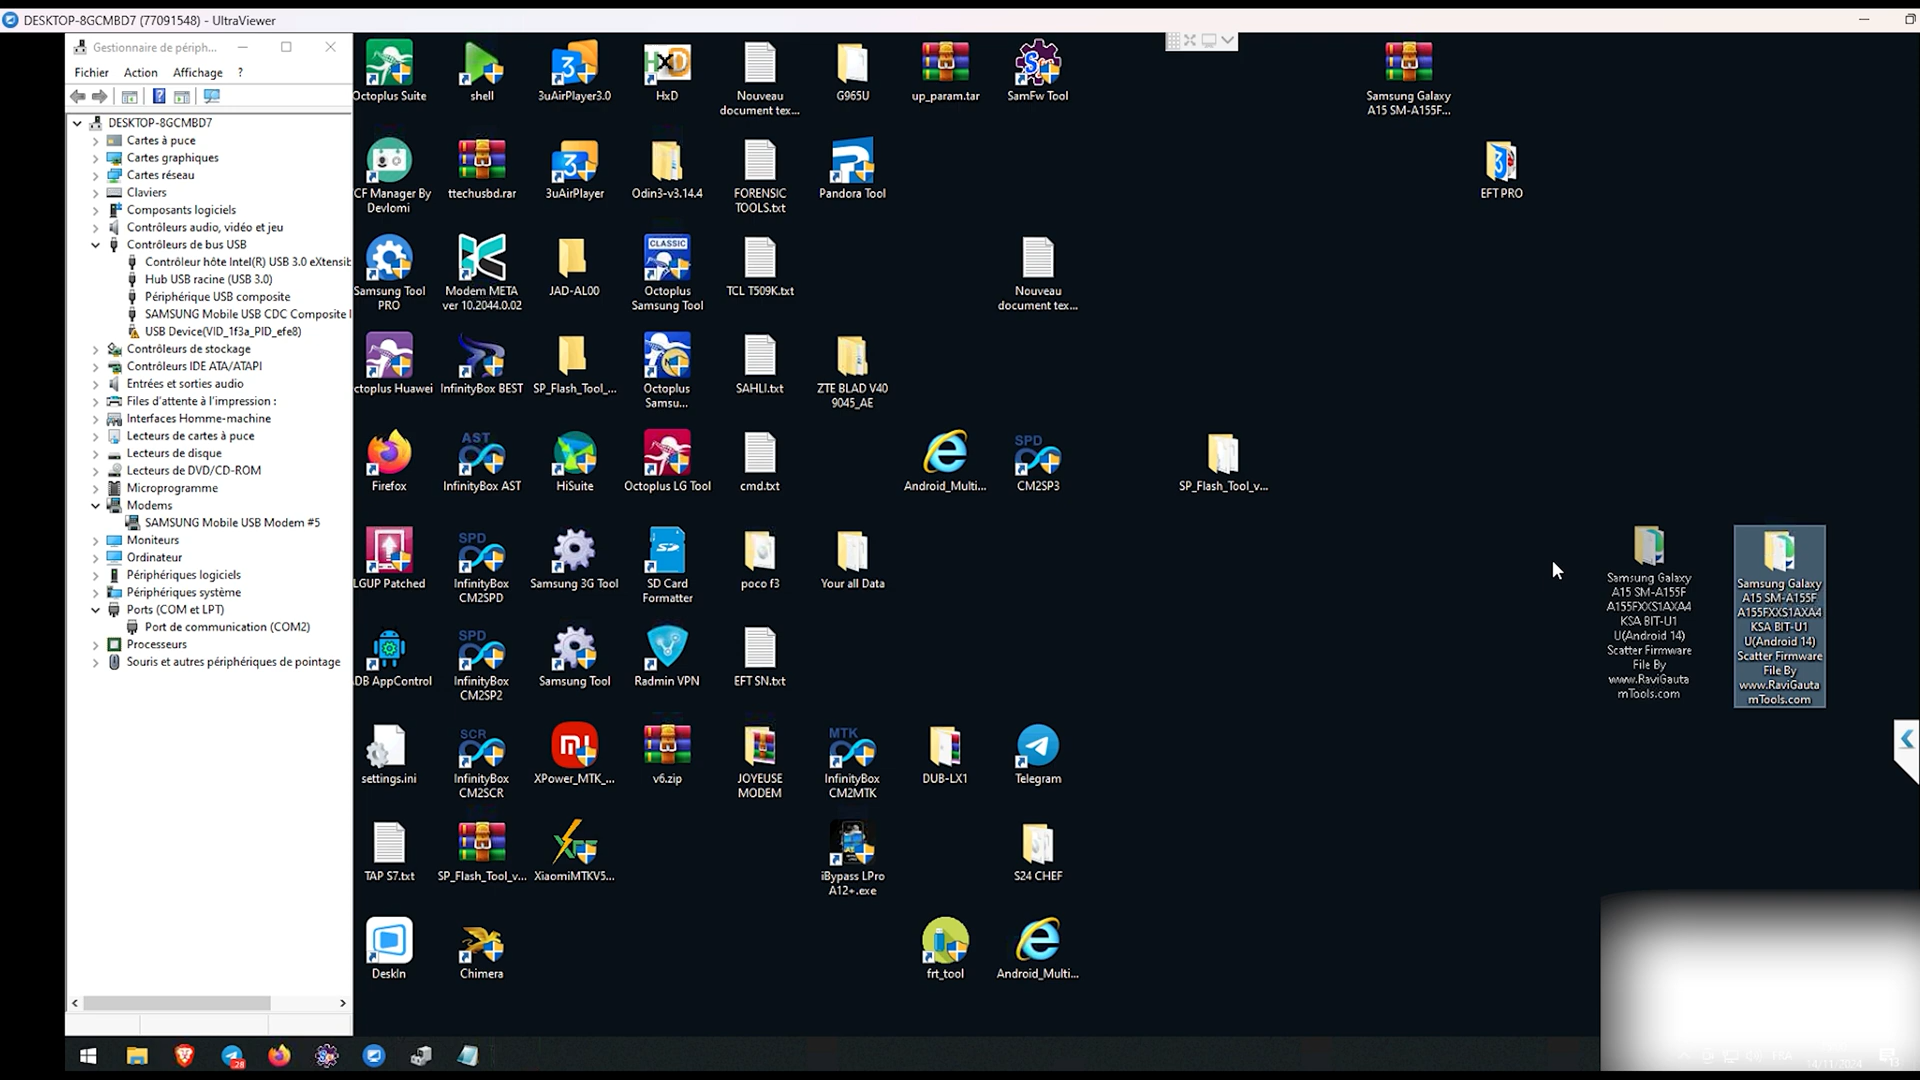 DESKTOP-8GCMBD7 (77091548) - UltraViewer
Gestionnaire de périph...
Fichier Action Affichage ?
DESKTOP-8GCMBD7
Cartes à puce
Cartes graphiques
Cartes réseau
Claviers
Composants logiciels
Contrôleurs audio, vidéo et jeu
Contrôleurs de bus USB
Contrôleur hôte Intel(R) USB 3.0 eXtensib
Hub USB racine (USB 3.0)
Périphérique USB composite
SAMSUNG Mobile USB CDC Composite
USB Device(VID_1f3a_PID_efe8)
Contrôleurs de stockage
Contrôleurs IDE ATA/ATAPI
Entrées et sorties audio
Files d'attente à l'impression :
Interfaces Homme-machine
Lecteurs de cartes à puce
Lecteurs de disque
Lecteurs de DVD/CD-ROM
Microprogramme
Modems
SAMSUNG Mobile USB Modem #5
Moniteurs
Ordinateur
Périphériques logiciels
Périphériques système
Ports (COM et LPT)
Port de communication (COM2)
Processeurs
Souris et autres périphériques de pointage
Octoplus Suite
shell
3uAirPlayer3.0
HxD
Nouveau
document tex...
G965U
up_param.tar
SamFw Tool
Samsung Galaxy
A15 SM-A155F...
CF Manager By
Devlomi
ttechusbd.rar
3uAirPlayer
Odin3-v3.14.4
FORENSIC
TOOLS.txt
Pandora Tool
EFT PRO
Samsung Tool
PRO
Modem META
ver 10.2044.0.02
JAD-AL00
CLASSIC
Octoplus
Samsung Tool
TCL T509K.txt
Nouveau
document tex...
ctoplus Huawei
InfinityBox BEST
SP_Flash_Tool_...
Octoplus
Samsu...
SAHLI.txt
ZTE BLAD V40
9045_AE
Firefox
AST
InfinityBox AST
HiSuite
Octoplus LG Tool
cmd.txt
Android_Multi...
SPD
CM2SP3
SP_Flash_Tool_v...
LGUP Patched
SPD
InfinityBox
CM2SPD
Samsung 3G Tool
SD
SD Card
Formatter
poco f3
Your all Data
Samsung Galaxy
A15 SM-A155F
A155FXXS1AXA4
KSA BIT-U1
U(Android 14)
Scatter Firmware
File By
www.RaviGauta
mTools.com
Samsung Galaxy
A15 SM-A155F
A155FXXS1AXA4
KSA BIT-U1
U(Android 14)
Scatter Firmware
File By
www.RaviGauta
mTools.com
DB AppControl
SPD
InfinityBox
CM2SP2
Samsung Tool
Radmin VPN
EFT SN.txt
settings.ini
SCR
InfinityBox
CM2SCR
XPower_MTK_...
v6.zip
JOYEUSE
MODEM
MTK
InfinityBox
CM2MTK
DUB-LX1
Telegram
TAP S7.txt
SP_Flash_Tool_v...
XiaomiMTKV5...
iBypass LPro
A12+.exe
S24 CHEF
DeskIn
Chimera
frt_tool
Android_Multi...
28